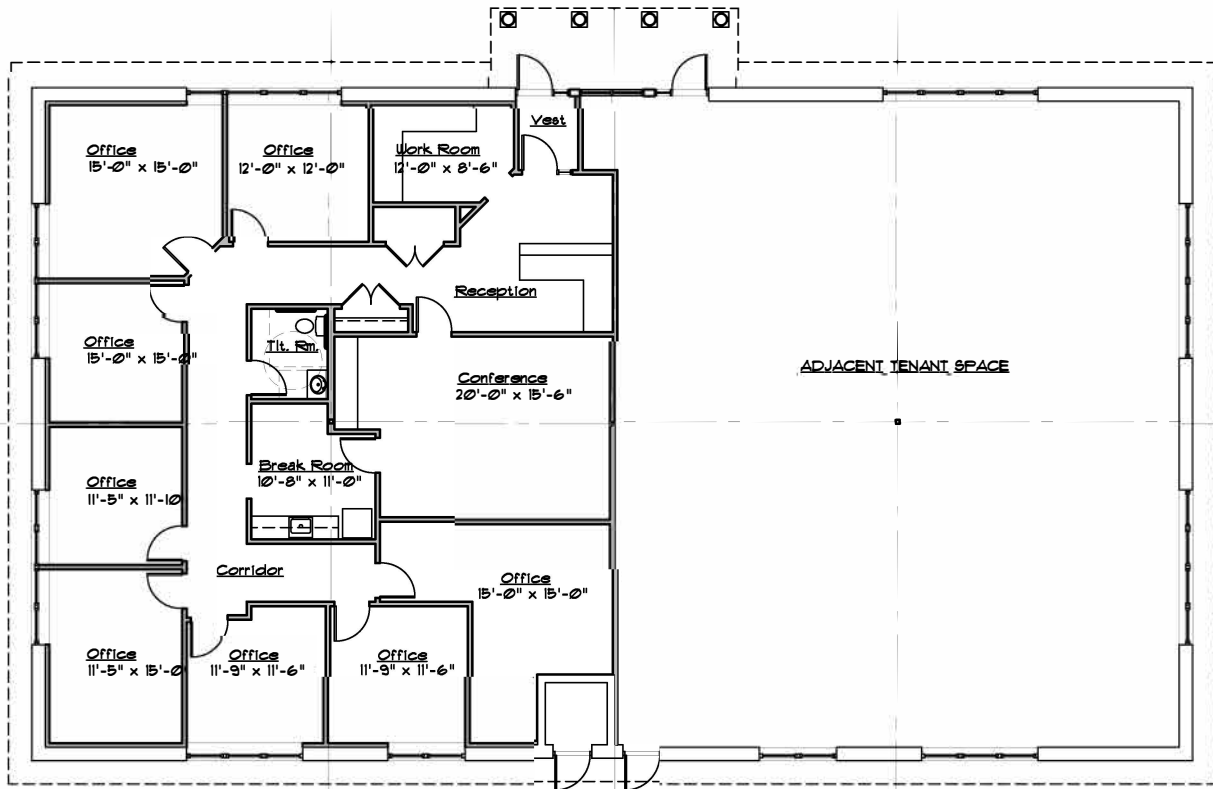 Vest
Office
15'-0" x 15'-0"
Office
12'-0" x 12'-0"
Work Room
12'-0" x 8'-6"
Reception
Office
15'-0" x 15'-0"
Tlt. Rm.
Conference
20'-0" x 15'-6"
ADJACENT TENANT SPACE
Office
11'-5" x 11'-10
Break Room
10'-8" x 11'-0"
Corridor
Office
15'-0" x 15'-0"
Office
11'-5" x 15'-0
Office
11'-9" x 11'-6"
Office
11'-9" x 11'-6"